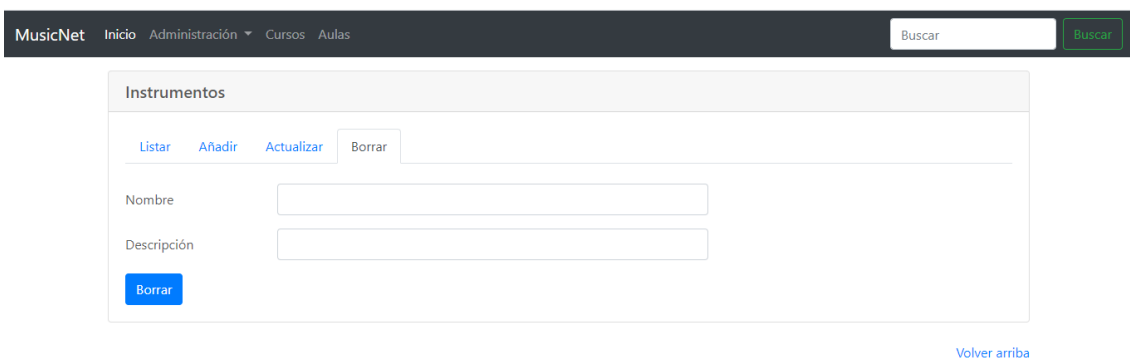 MusicNet Inicio Administración Cursos Aulas Buscar Buscar
Instrumentos
Listar Añadir Actualizar Borrar
Nombre
Descripción
Borrar
Volver arriba